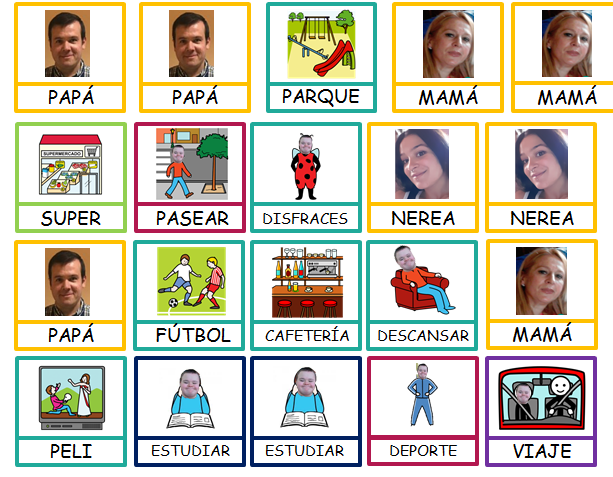 PAPÁ PAPÁ PARQUE MAMÁ MAMÁ
SUPERMERCADO
SUPER PASEAR DISFRACES NEREA NEREA
PAPÁ FÚTBOL CAFETERÍA DESCANSAR MAMÁ
PELI ESTUDIAR ESTUDIAR DEPORTE VIAJE